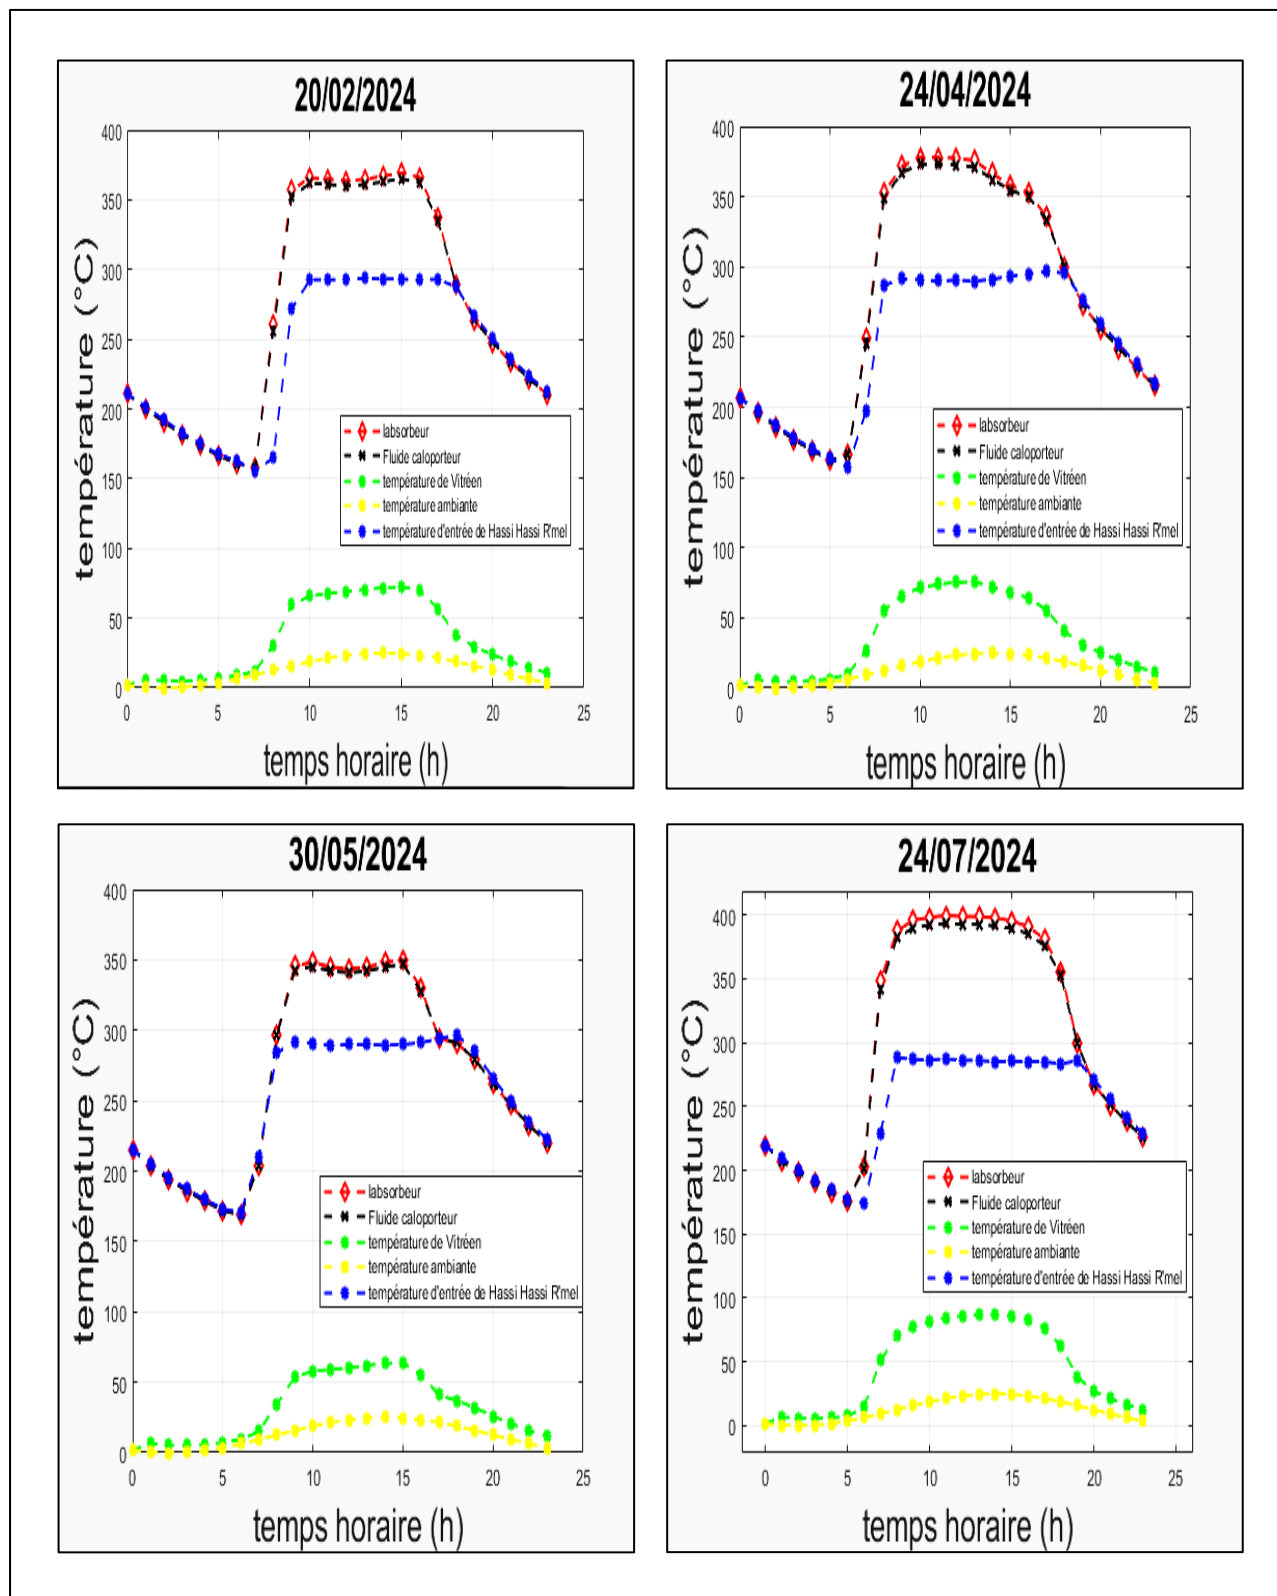 20/02/2024
température (°C)
400
350
300
250
200
150
100
50
0
labsorbeur
Fluide caloporteur
température de Vitréen
température ambiante
température d'entrée de Hassi Hassi R'mel
0 5 10 15 20 25
temps horaire (h)
24/04/2024
température (°C)
400
350
300
250
200
150
100
50
0
labsorbeur
Fluide caloporteur
température de Vitréen
température ambiante
température d'entrée de Hassi Hassi R'mel
0 5 10 15 20 25
temps horaire (h)
30/05/2024
température (°C)
400
350
300
250
200
150
100
50
0
labsorbeur
Fluide caloporteur
température de Vitréen
température ambiante
température d'entrée de Hassi Hassi R'mel
0 5 10 15 20 25
temps horaire (h)
24/07/2024
température (°C)
400
350
300
250
200
150
100
50
0
labsorbeur
Fluide caloporteur
température de Vitréen
température ambiante
température d'entrée de Hassi Hassi R'mel
0 5 10 15 20 25
temps horaire (h)